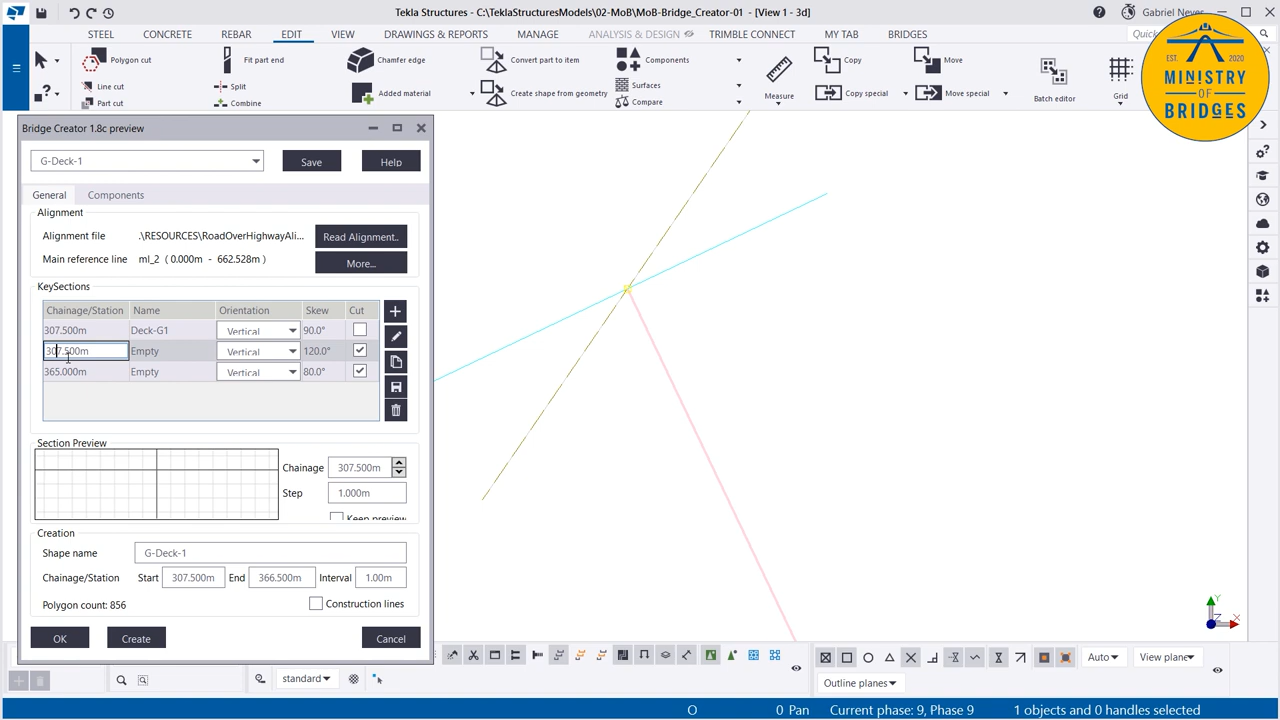 Tekla Structures - C:\TeklaStructuresModels\02-MoB\MoB-Bridge_Creator-01 - [View 1 - 3d]
Gabriel Neves
STEEL CONCRETE REBAR EDIT VIEW DRAWINGS & REPORTS MANAGE ANALYSIS & DESIGN TRIMBLE CONNECT MY TAB BRIDGES
Polygon cut
Line cut
Part cut
Fit part end
Split
Combine
Chamfer edge
Added material
Convert part to item
Create shape from geometry
Components
Surfaces
Compare
Measure
Copy
Copy special
Move
Move special
Batch editor
Grid
EST. 2020
MINISTRY
OF
BRIDGES
Bridge Creator 1.8c preview
G-Deck-1 Save Help
General Components
Alignment
Alignment file .\RESOURCES\RoadOverHighwayAli... Read Alignment..
Main reference line ml_2 ( 0.000m - 662.528m ) More...
KeySections
Chainage/Station Name Orientation Skew Cut
307.500m Deck-G1 Vertical 90.0°
307.500m Empty Vertical 120.0°
365.000m Empty Vertical 80.0°
Section Preview
Chainage 307.500m
Step 1.000m
Keep preview
Creation
Shape name G-Deck-1
Chainage/Station Start 307.500m End 366.500m Interval 1.00m
Polygon count: 856 Construction lines
OK Create Cancel
standard
Auto
View plane
Outline planes
X
Y
O 0 Pan Current phase: 9, Phase 9 1 objects and 0 handles selected